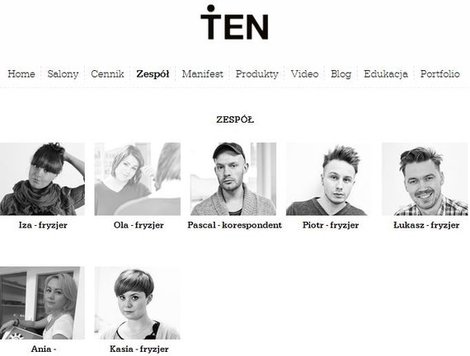 TEN
Home Salony Cennik Zespół Manifest Produkty Video Blog Edukacja Portfolio
ZESPÓŁ
Iza - fryzjer Ola - fryzjer Pascal - korespondent Piotr - fryzjer Łukasz - fryzjer
Ania - Kasia - fryzjer